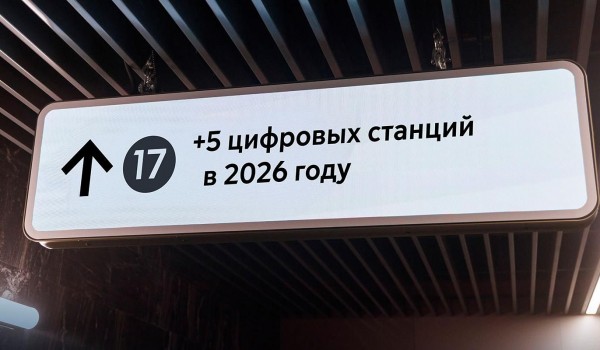 17
+5 цифровых станций
в 2026 году